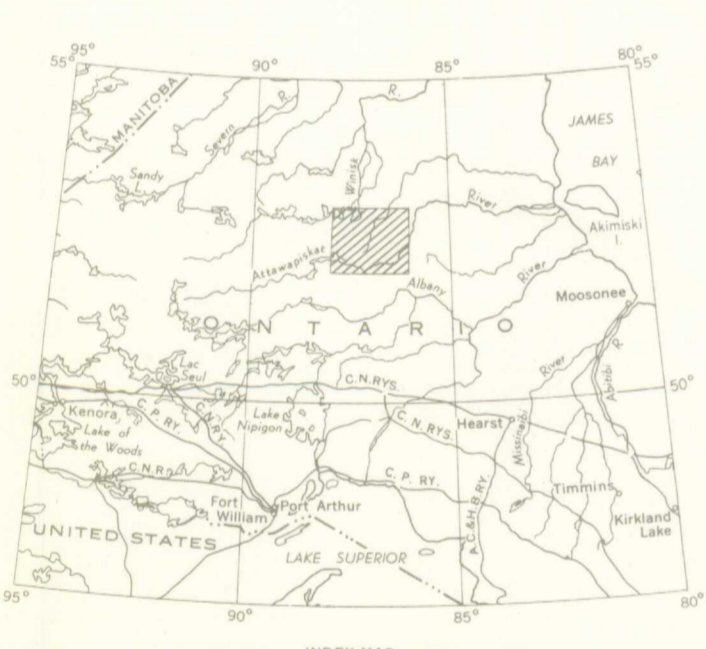 95°
55°
90°
85°
80°
55°
MANITOBA
Severn
R.
R.
JAMES
BAY
Sandy
L.
Winisk
River
Akimiski
I.
Attawapiskat
Albany
River
Moosonee
ONTARIO
Lac
Seul
River
R.
Abitibi
50°
C.N.RYS.
50°
Kenora
C.P.RY.
C.N.RY.
Lake
Nipigon
C.N.RYS.
Hearst
Missinaibi
Lake of
the Woods
C.N.R.
C.P.RY.
Timmins
Fort
William
Port Arthur
A.C.&H.B.RY.
Kirkland
Lake
UNITED STATES
LAKE SUPERIOR
95°
90°
85°
80°